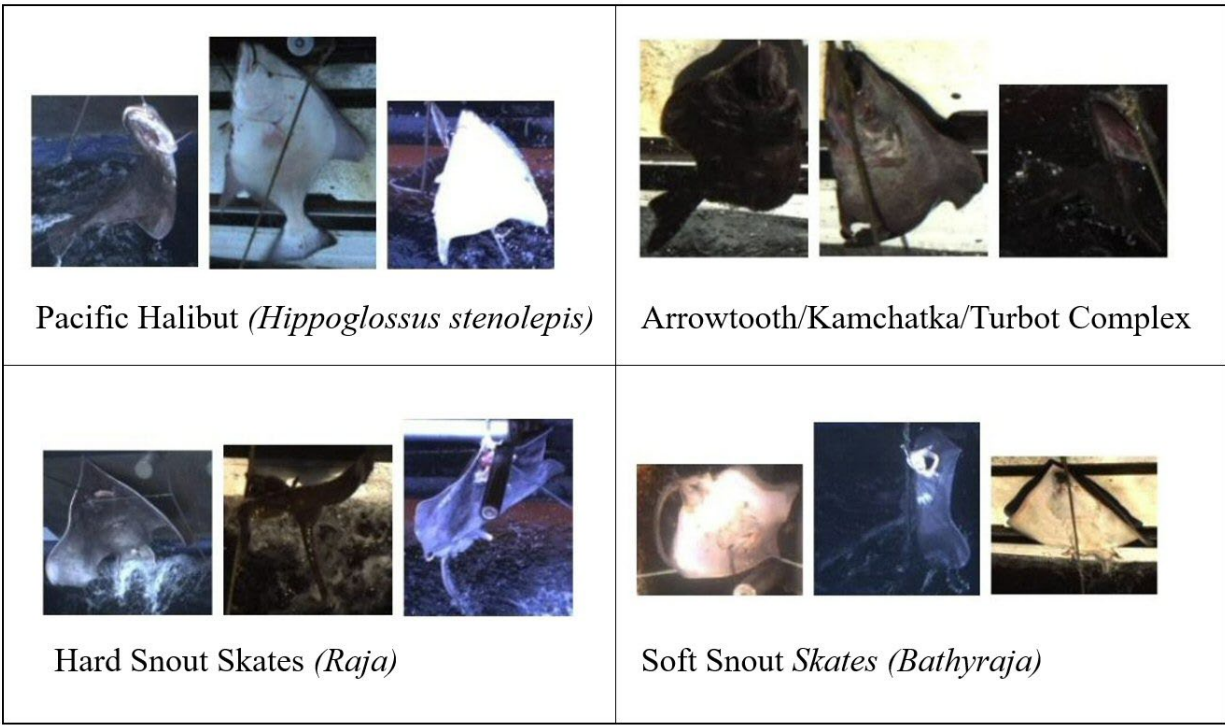 Pacific Halibut (Hippoglossus stenolepis)
Arrowtooth/Kamchatka/Turbot Complex
Hard Snout Skates (Raja)
Soft Snout Skates (Bathyraja)